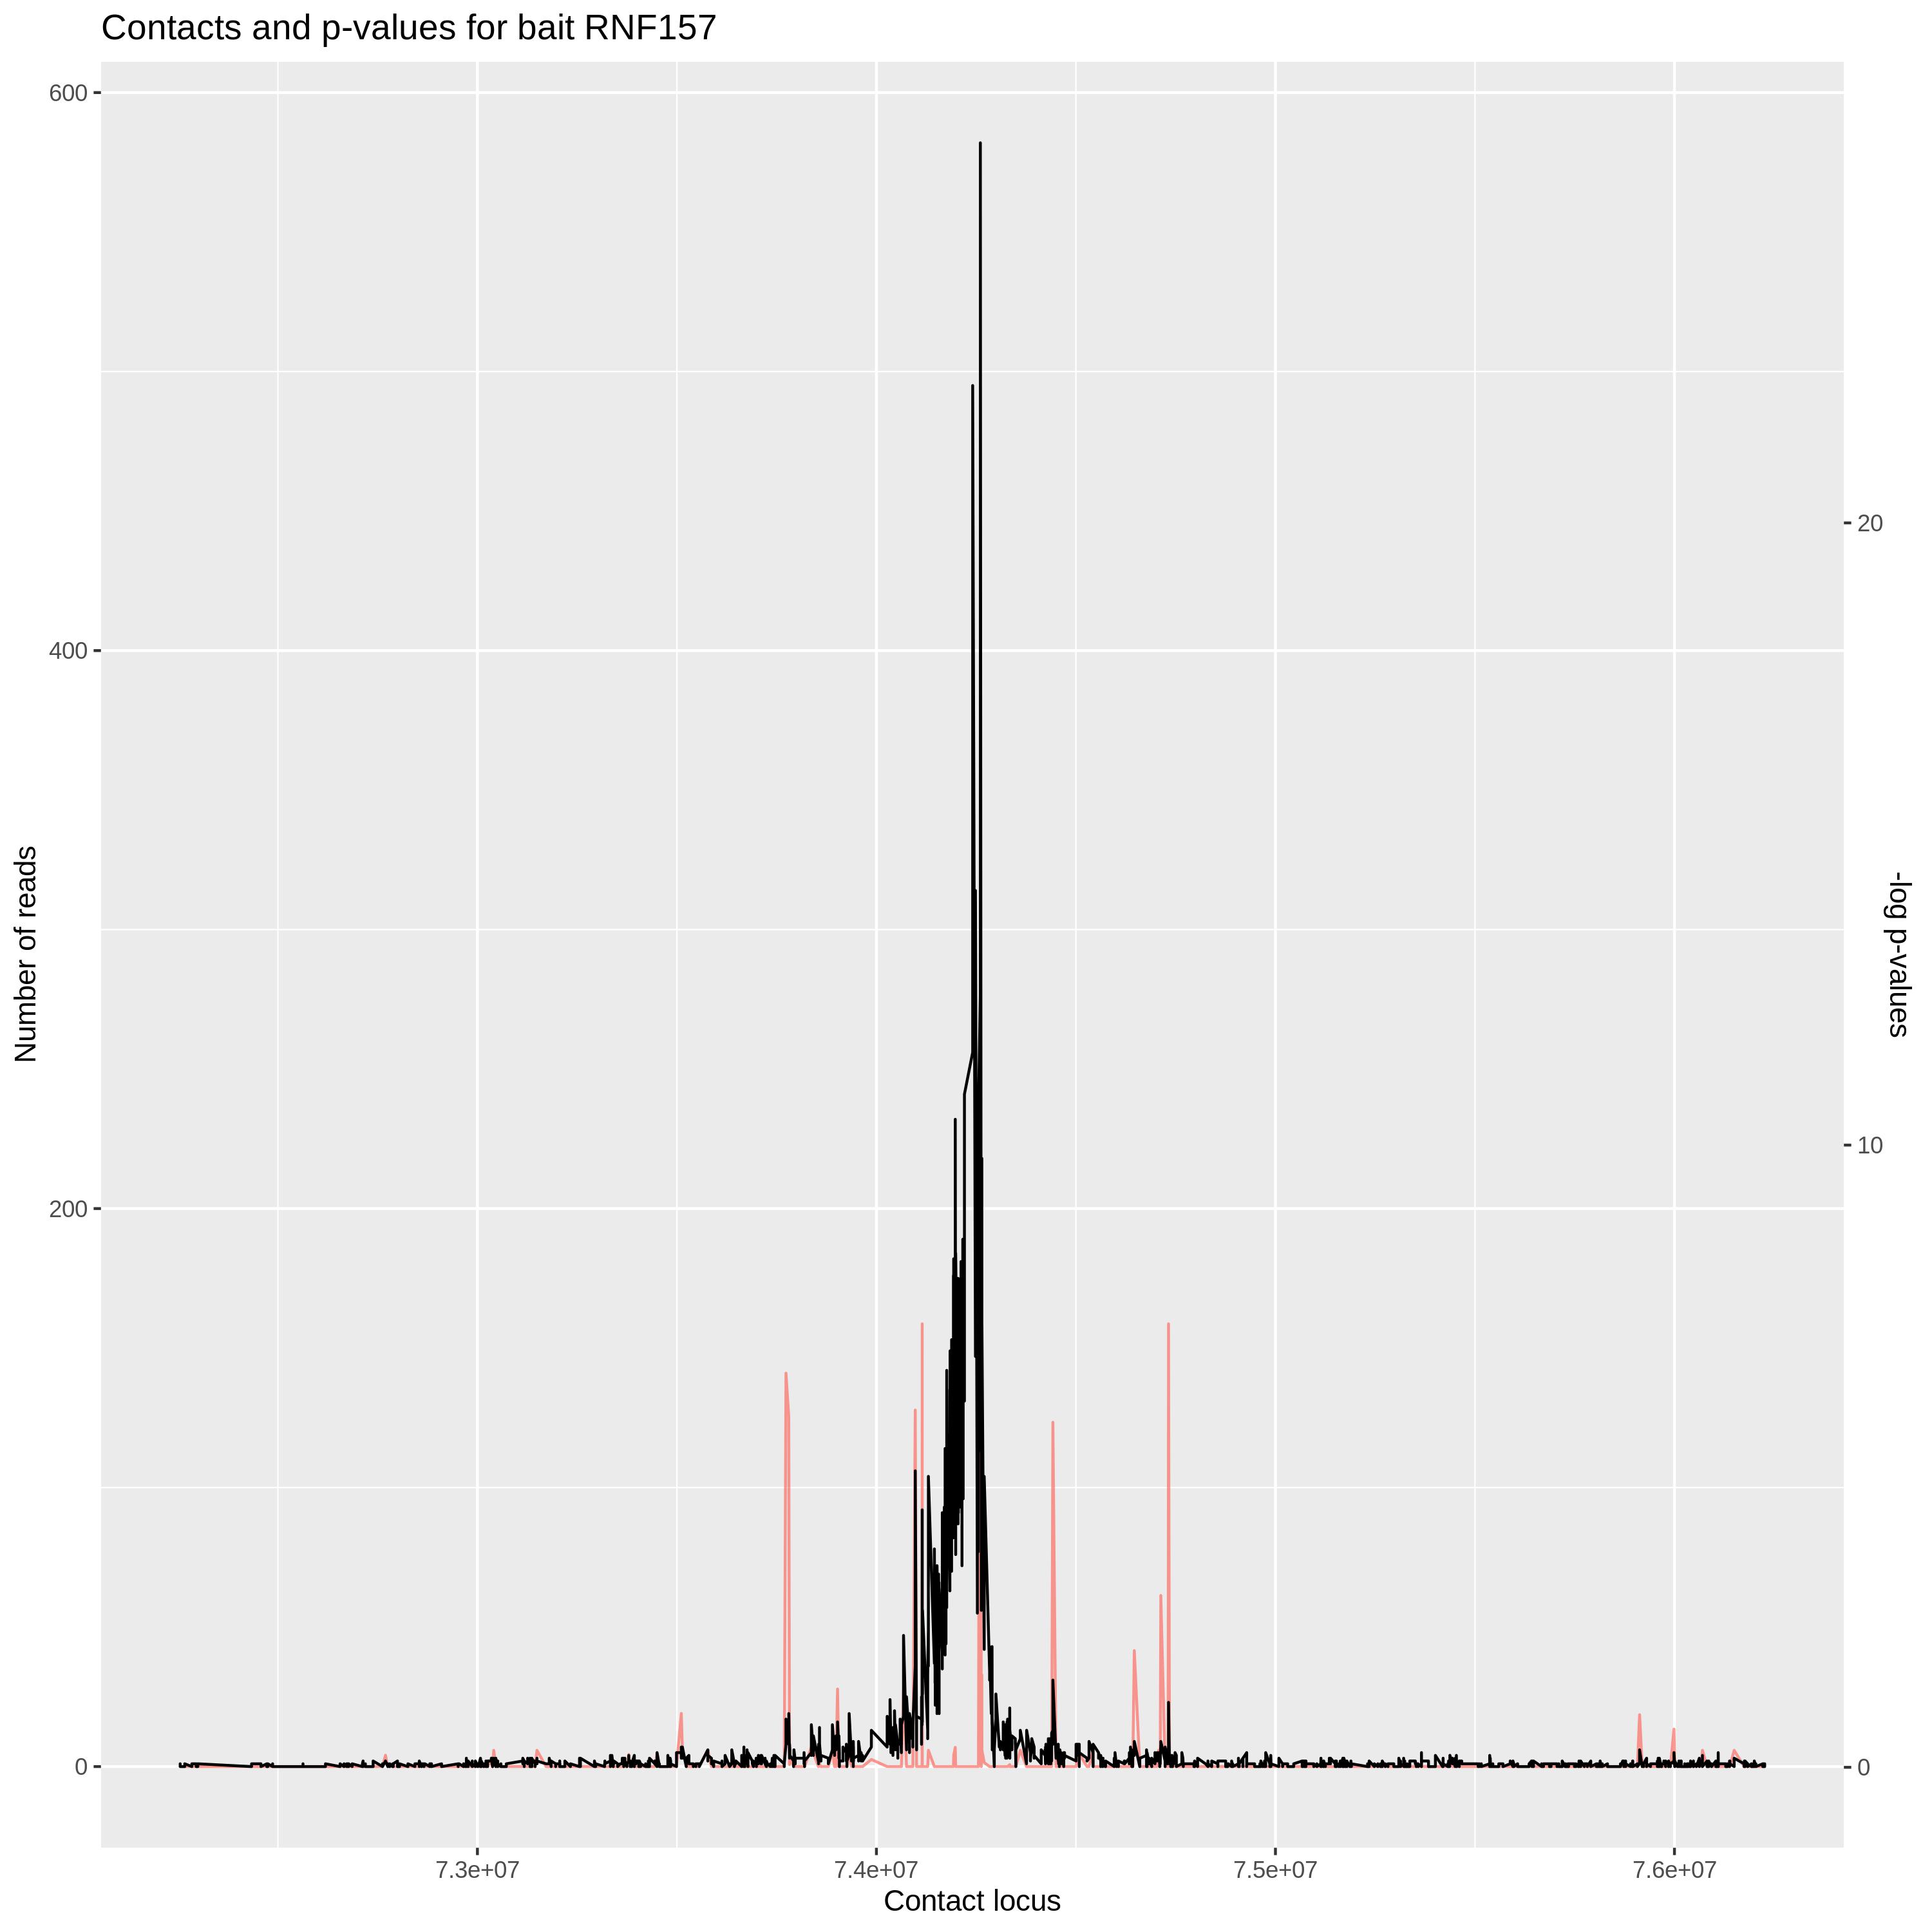 Contacts and p-values for bait RNF157
600
400
200
0
Number of reads
20
10
0
-log p-values
7.3e+07
7.4e+07
7.5e+07
7.6e+07
Contact locus